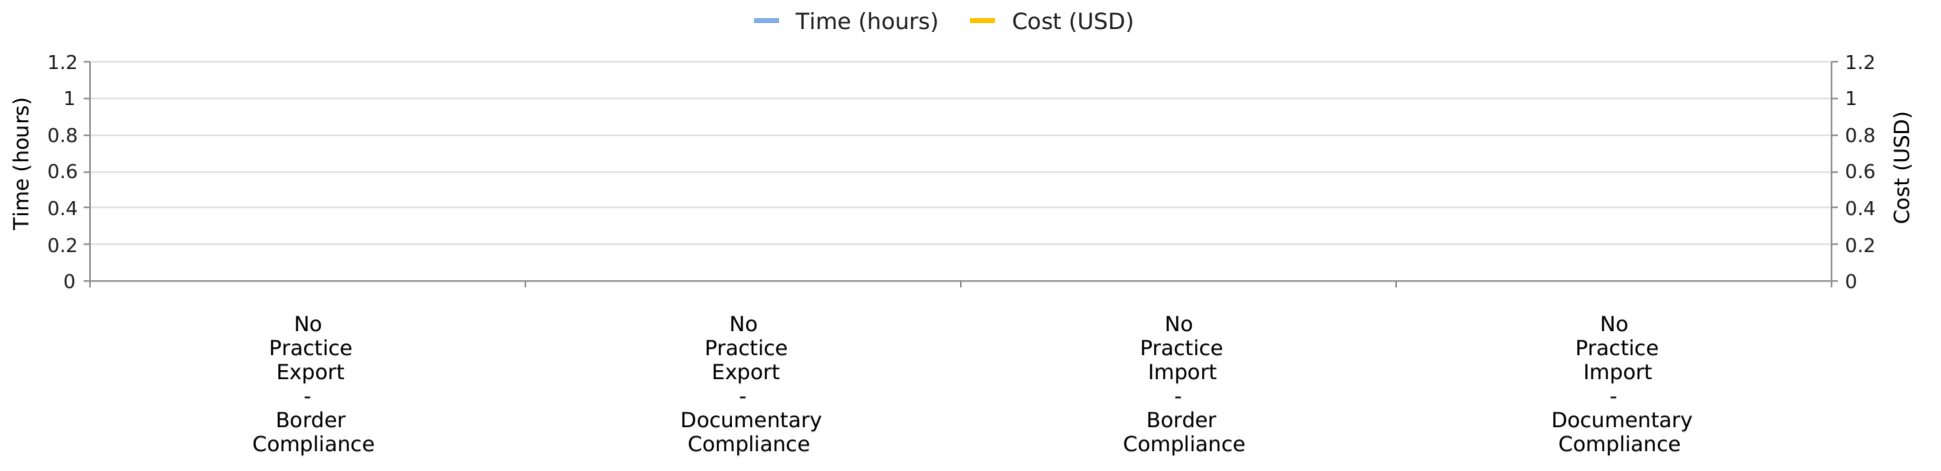 Time (hours) Cost (USD)
1.2 1.2
1 1
0.8 0.8
0.6 0.6
0.4 0.4
0.2 0.2
0 0
Time (hours)
Cost (USD)
No
Practice
Export
-
Border
Compliance
No
Practice
Export
-
Documentary
Compliance
No
Practice
Import
-
Border
Compliance
No
Practice
Import
-
Documentary
Compliance